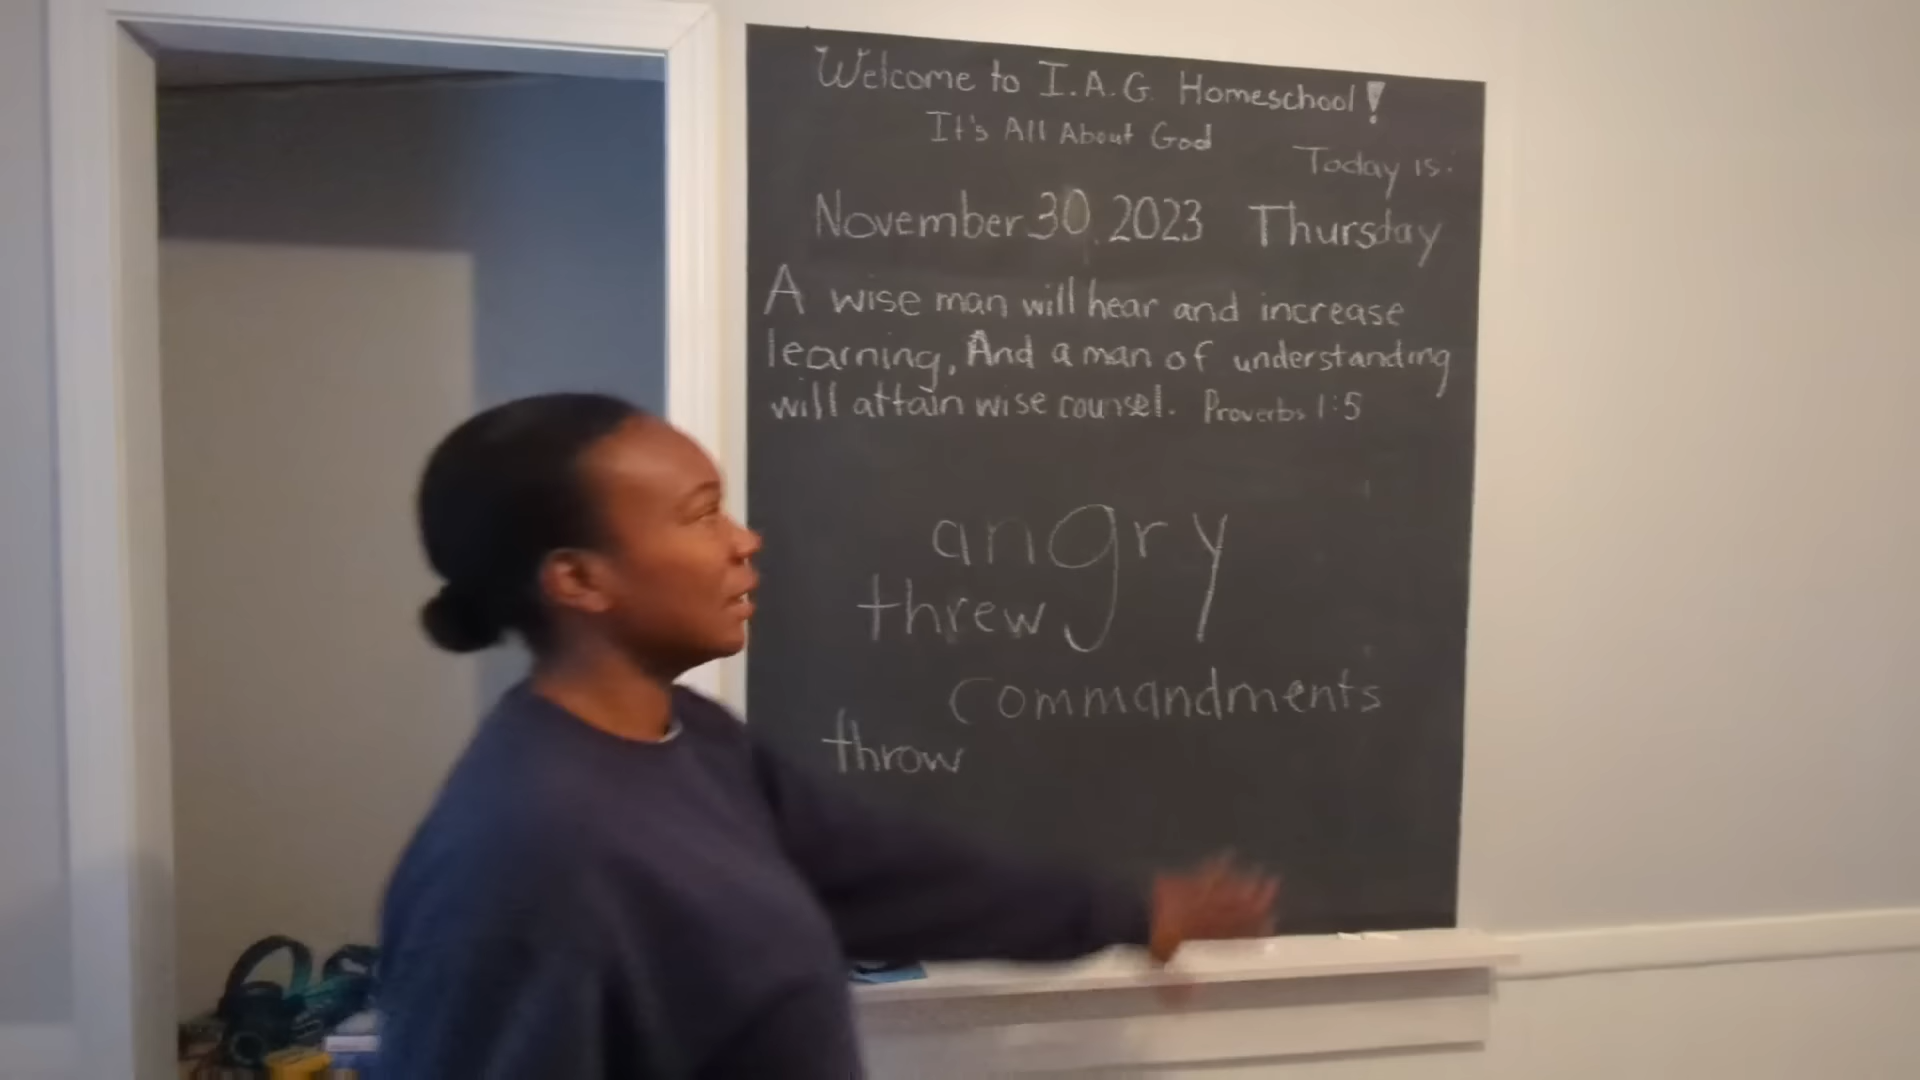 Welcome to I.A.G. Homeschool!
It's All About God
Today is:
November 30, 2023 Thursday
A wise man will hear and increase
learning, And a man of understanding
will attain wise counsel. Proverbs 1:5
angry
threw
commandments
throw